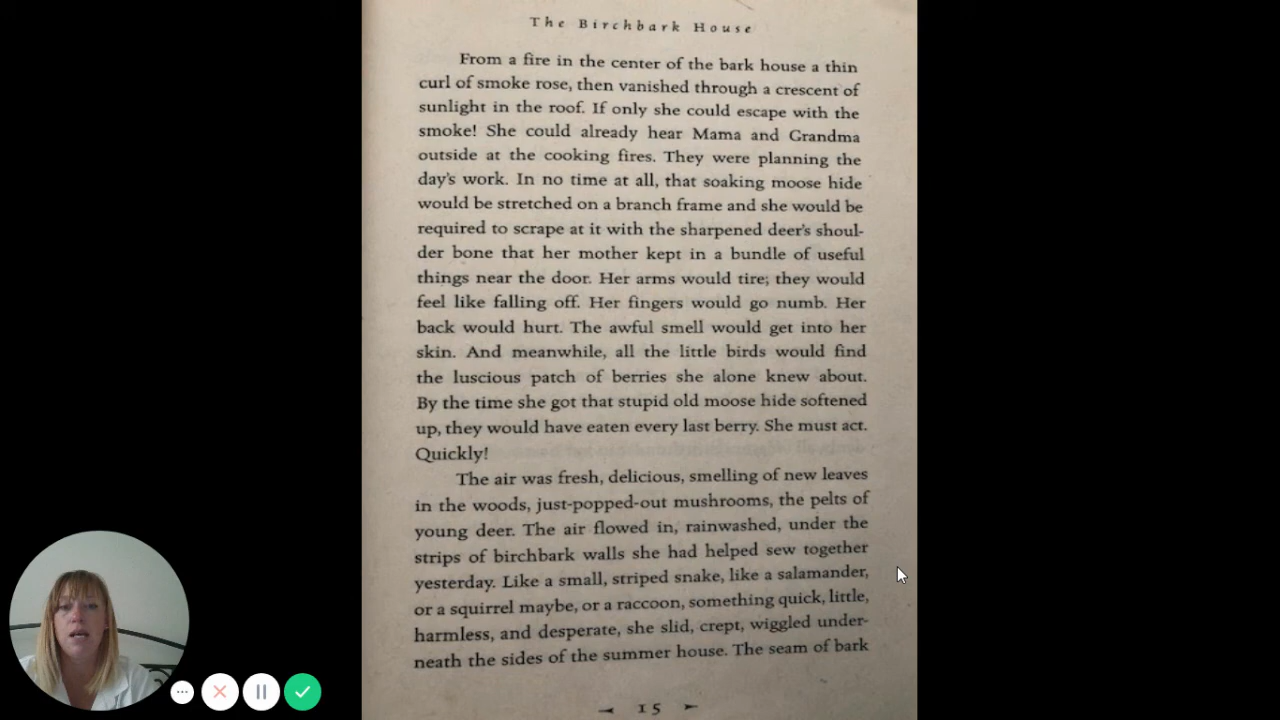 The Birchbark House
From a fire in the center of the bark house a thin
curl of smoke rose, then vanished through a crescent of
sunlight in the roof. If only she could escape with the
smoke! She could already hear Mama and Grandma
outside at the cooking fires. They were planning the
day's work. In no time at all, that soaking moose hide
would be stretched on a branch frame and she would be
required to scrape at it with the sharpened deer's shoul-
der bone that her mother kept in a bundle of useful
things near the door. Her arms would tire; they would
feel like falling off. Her fingers would go numb. Her
back would hurt. The awful smell would get into her
skin. And meanwhile, all the little birds would find
the luscious patch of berries she alone knew about.
By the time she got that stupid old moose hide softened
up, they would have eaten every last berry. She must act.
Quickly!
The air was fresh, delicious, smelling of new leaves
in the woods, just-popped-out mushrooms, the pelts of
young deer. The air flowed in, rainwashed, under the
strips of birchbark walls she had helped sew together
yesterday. Like a small, striped snake, like a salamander,
or a squirrel maybe, or a raccoon, something quick, little,
harmless, and desperate, she slid, crept, wiggled under-
neath the sides of the summer house. The seam of bark
15